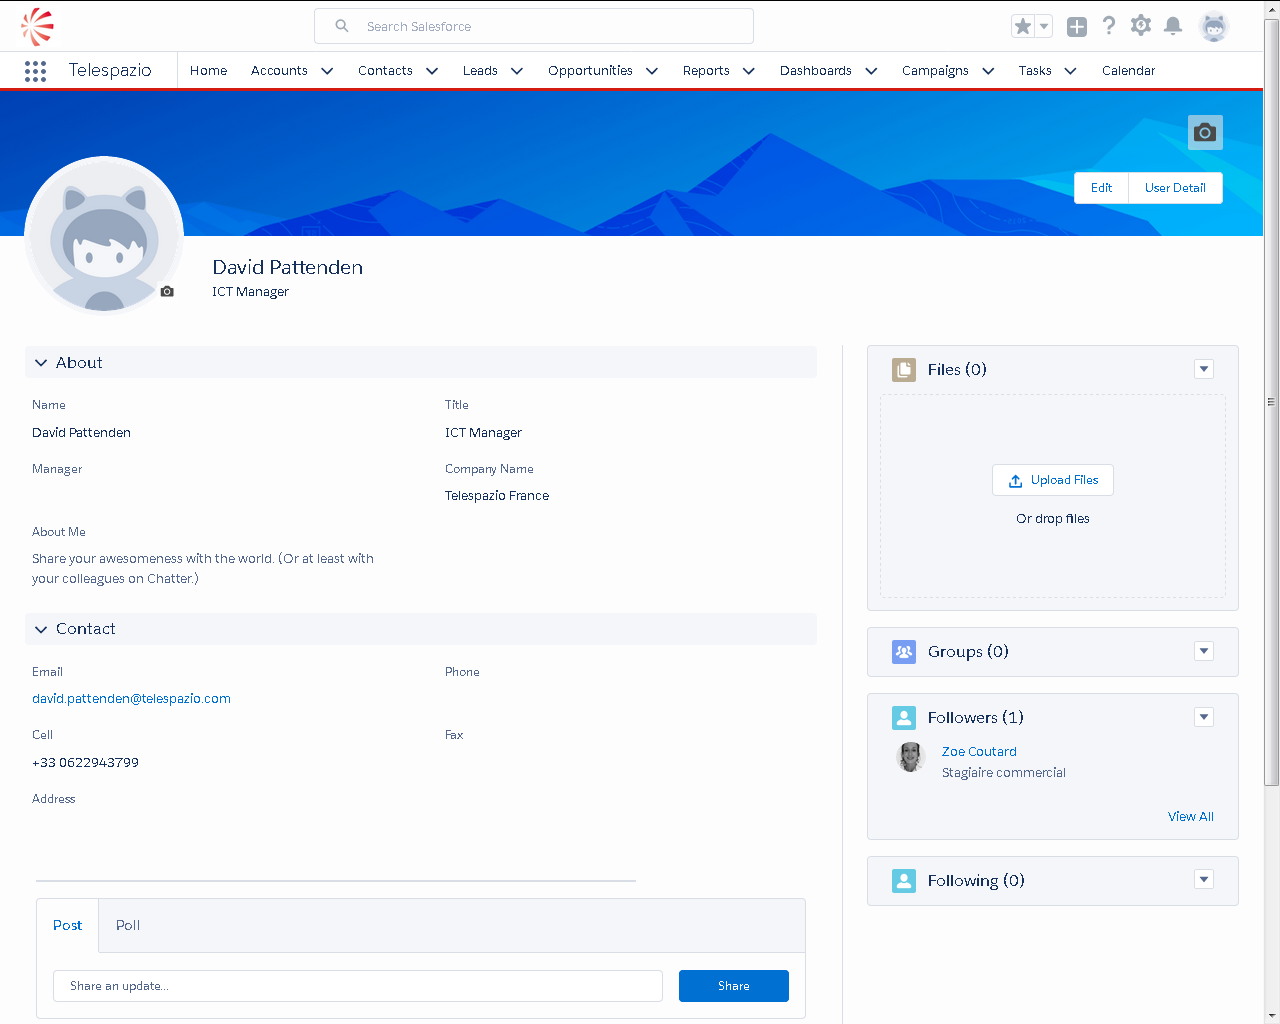 Search Salesforce
Telespazio
Home
Accounts
Contacts
Leads
Opportunities
Reports
Dashboards
Campaigns
Tasks
Calendar
Edit
User Detail
David Pattenden
ICT Manager
About
Name
David Pattenden
Title
ICT Manager
Manager
Company Name
Telespazio France
About Me
Share your awesomeness with the world. (Or at least with
your colleagues on Chatter.)
Contact
Email
david.pattenden@telespazio.com
Phone
Cell
+33 0622943799
Fax
Address
Post
Poll
Share an update...
Share
Files (0)
Upload Files
Or drop files
Groups (0)
Followers (1)
Zoe Coutard
Stagiaire commercial
View All
Following (0)